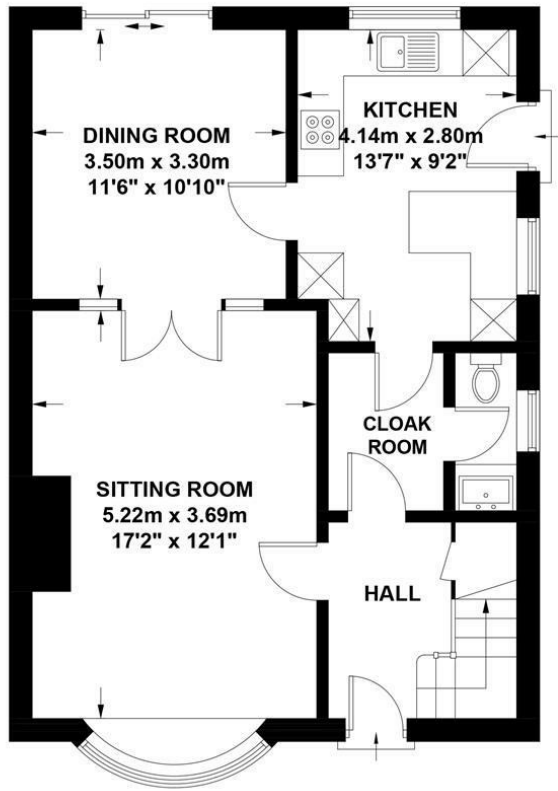 DINING ROOM
3.50m x 3.30m
11'6" x 10'10"
KITCHEN
4.14m x 2.80m
13'7" x 9'2"
CLOAK
ROOM
SITTING ROOM
5.22m x 3.69m
17'2" x 12'1"
HALL